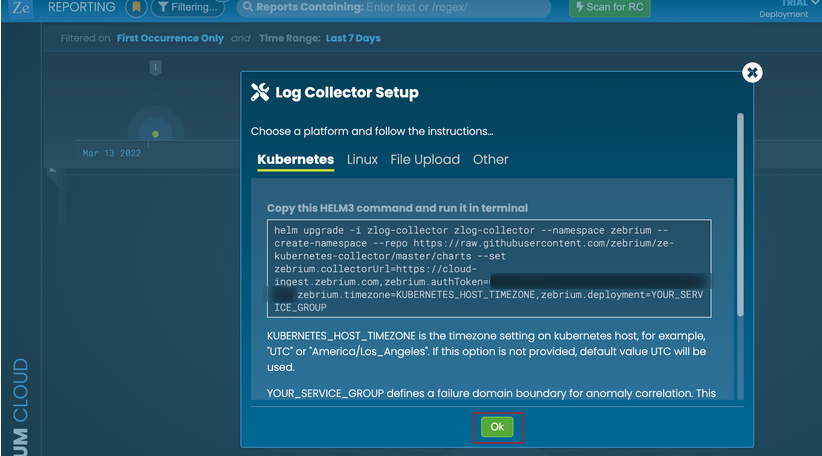 Ze REPORTING Filtering... Reports Containing: Enter text or /regex/ Scan for RC TRIAL
Deployment
Filtered on First Occurrence Only and Time Range: Last 7 Days
1
Mar 13 2022
Log Collector Setup
Choose a platform and follow the instructions...
Kubernetes Linux File Upload Other
Copy this HELM3 command and run it in terminal
helm upgrade -i zlog-collector zlog-collector --namespace zebrium --
create-namespace --repo https://raw.githubusercontent.com/zebrium/ze-
kubernetes-collector/master/charts --set
zebrium.collectorUrl=https://cloud-
ingest.zebrium.com,zebrium.authToken=
zebrium.timezone=KUBERNETES_HOST_TIMEZONE,zebrium.deployment=YOUR_SERV
ICE_GROUP
KUBERNETES_HOST_TIMEZONE is the timezone setting on kubernetes host, for example,
"UTC" or "America/Los_Angeles". If this option is not provided, default value UTC will be
used.
YOUR_SERVICE_GROUP defines a failure domain boundary for anomaly correlation. This
Ok
UM CLOUD